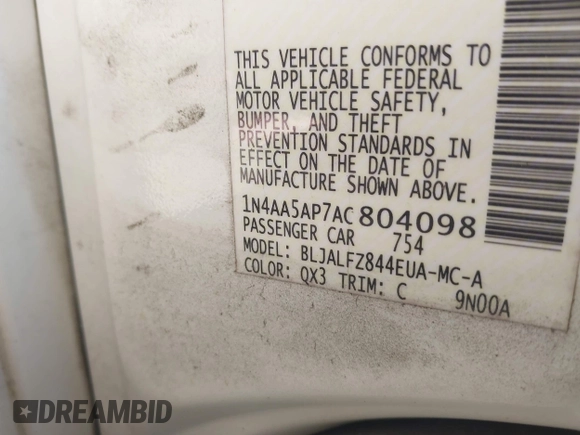 THIS VEHICLE CONFORMS TO
ALL APPLICABLE FEDERAL
MOTOR VEHICLE SAFETY,
BUMPER, AND THEFT
PREVENTION STANDARDS IN
EFFECT ON THE DATE OF
MANUFACTURE SHOWN ABOVE.
1N4AA5AP7AC804098
PASSENGER CAR 754
MODEL: BLJALFZ844EUA-MC-A
COLOR: QX3 TRIM: C 9N00A
DREAMBID